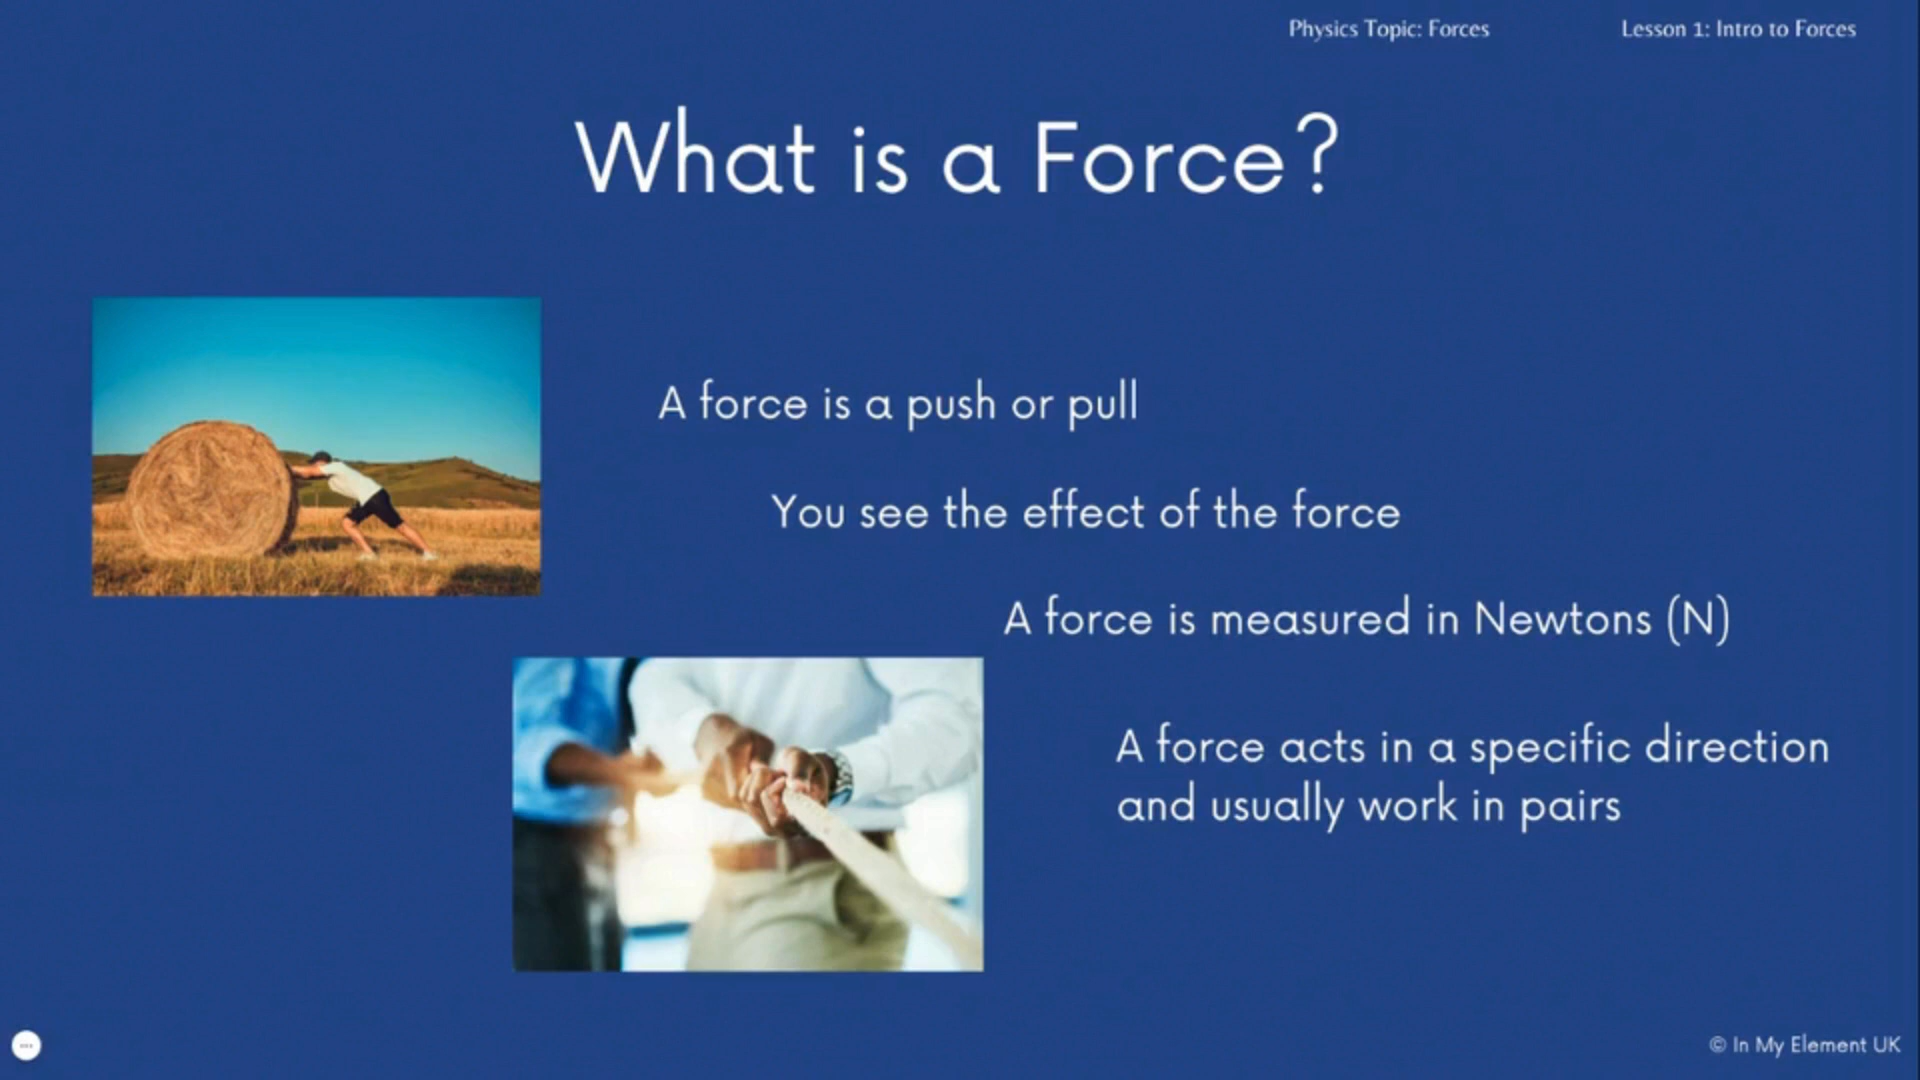 Physics Topic: Forces
Lesson 1: Intro to Forces
What is a Force?
A force is a push or pull
You see the effect of the force
A force is measured in Newtons (N)
A force acts in a specific direction
and usually work in pairs
© In My Element UK